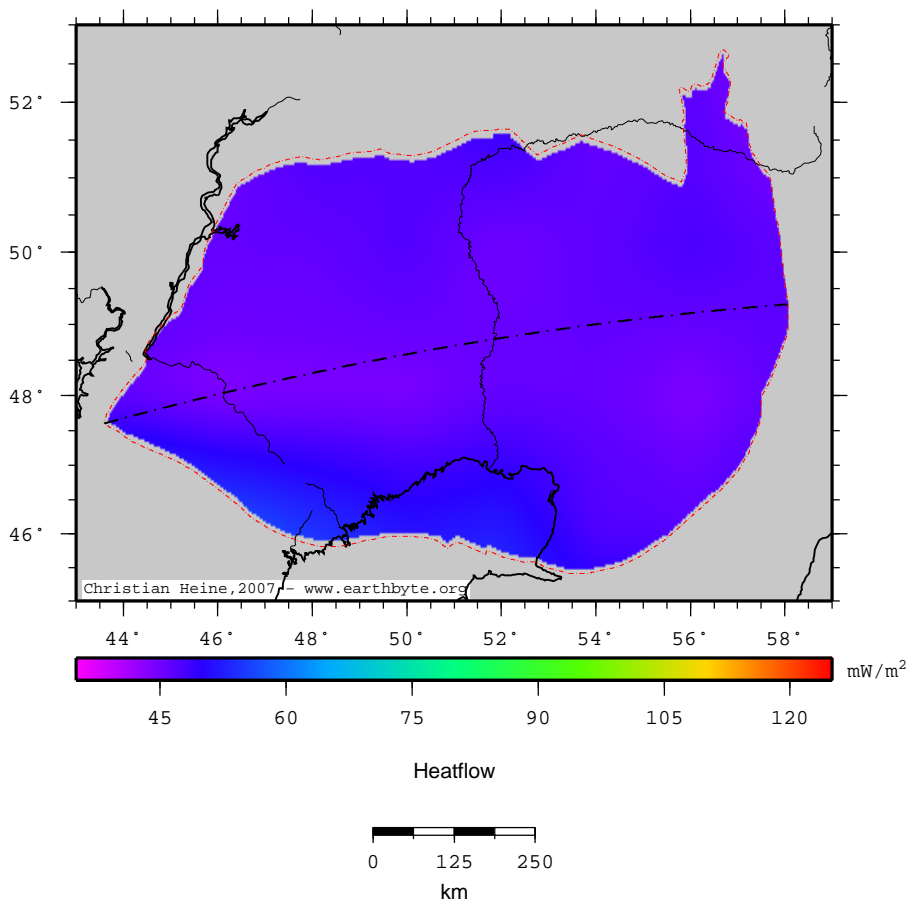 52°
50°
48°
46°
Christian Heine,2007 - www.earthbyte.org
44° 46° 48° 50° 52° 54° 56° 58°
mW/m²
45 60 75 90 105 120
Heatflow
0 125 250
km